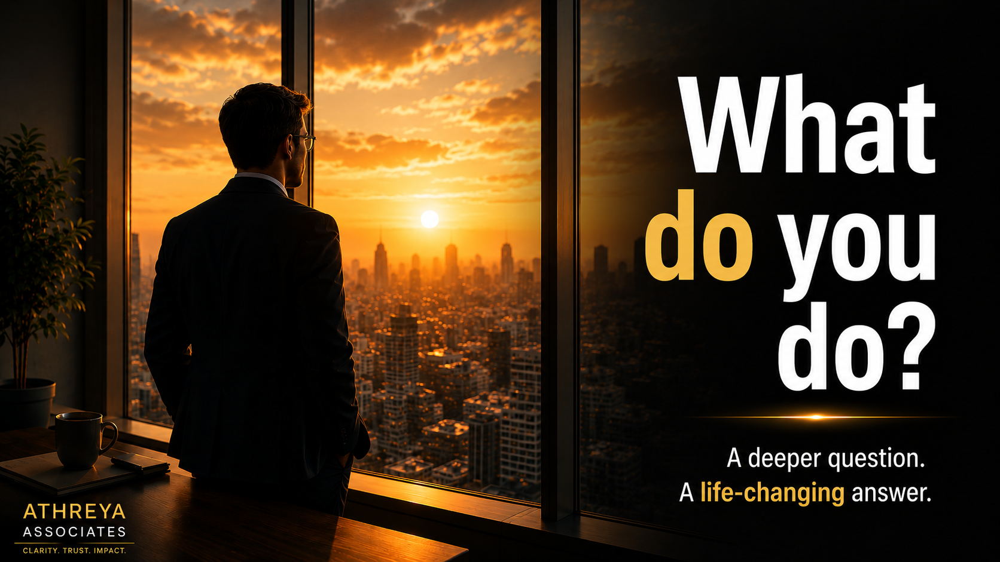 What
do you
do?
A deeper question.
A life-changing answer.
ATHREYA
ASSOCIATES
CLARITY. TRUST. IMPACT.